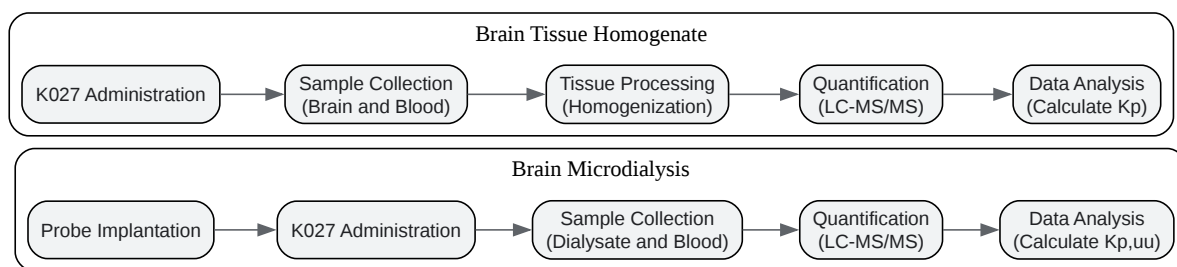 Brain Tissue Homogenate
K027 Administration
Sample Collection
(Brain and Blood)
Tissue Processing
(Homogenization)
Quantification
(LC-MS/MS)
Data Analysis
(Calculate Kp)
Brain Microdialysis
Probe Implantation
K027 Administration
Sample Collection
(Dialysate and Blood)
Quantification
(LC-MS/MS)
Data Analysis
(Calculate Kp,uu)